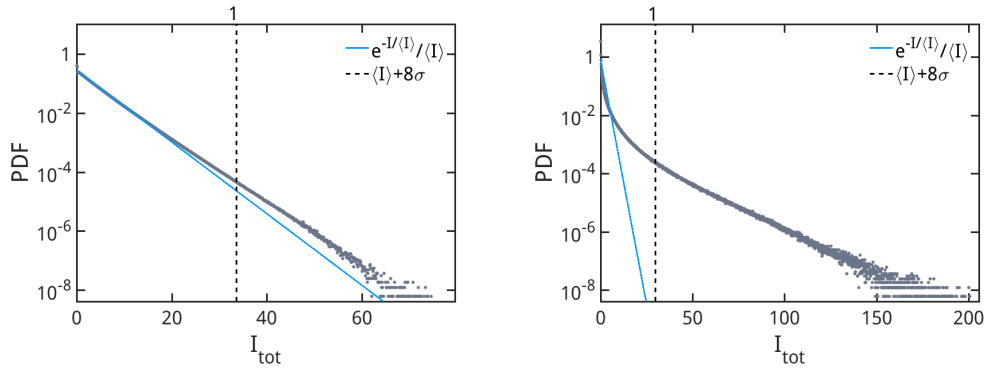 1
1
10⁻²
10⁻⁴
10⁻⁶
10⁻⁸
PDF
0
20
40
60
I_tot
e^{-I/⟨I⟩}/⟨I⟩
⟨I⟩+8σ
1
1
10⁻²
10⁻⁴
10⁻⁶
10⁻⁸
PDF
0
50
100
150
200
I_tot
e^{-I/⟨I⟩}/⟨I⟩
⟨I⟩+8σ